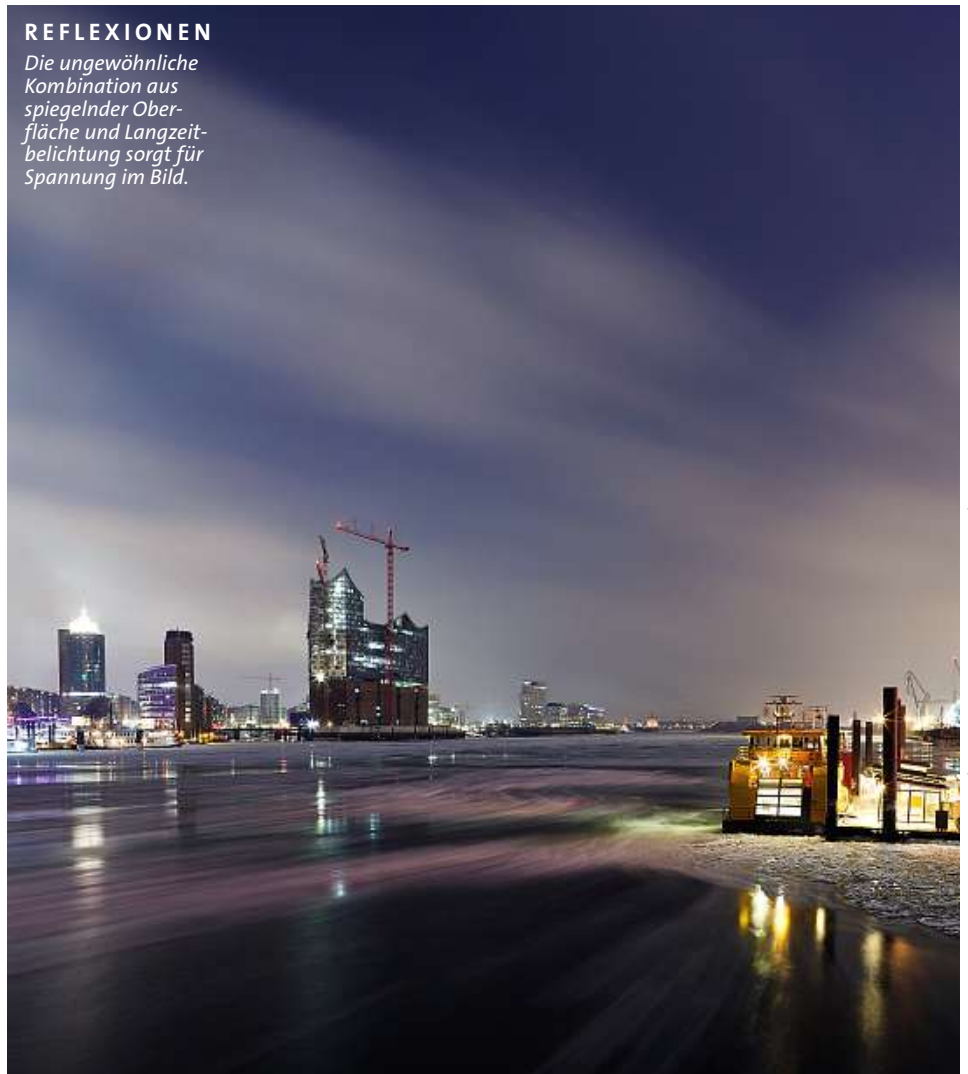 REFLEXIONEN
Die ungewöhnliche
Kombination aus
spiegelnder Ober-
fläche und Langzeit-
belichtung sorgt für
Spannung im Bild.